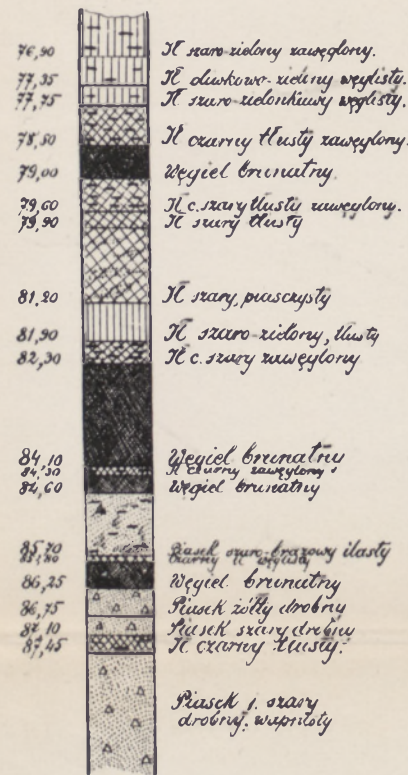 76,90 Ił szaro zielony zawęglony.
77,35 Ił
77,75 Ił szaro-zielonkawy węglisty.
78,50 Ił czarny tłusty zawęglony.
79,00 Węgiel brunatny.
79,60 Ił c. szary tłusty zawęglony.
79,90 Ił szary tłusty
81,20 Ił szary, piasczysty
81,90 Ił szaro-zielony, tłusty
82,30 Ił c. szary zawęglony
84,10 Węgiel brunatny
84,30 Ił czarny zawęglony
84,60 Węgiel brunatny
85,70 Piasek szaro-brązowy ilasty
Czarny ił węglisty
86,25 Węgiel brunatny
86,75 Piasek żółty drobny
87,10 Piasek szary drobny
87,45 Ił czarny tłusty.
Piasek j. szary
drobny, wapnisty